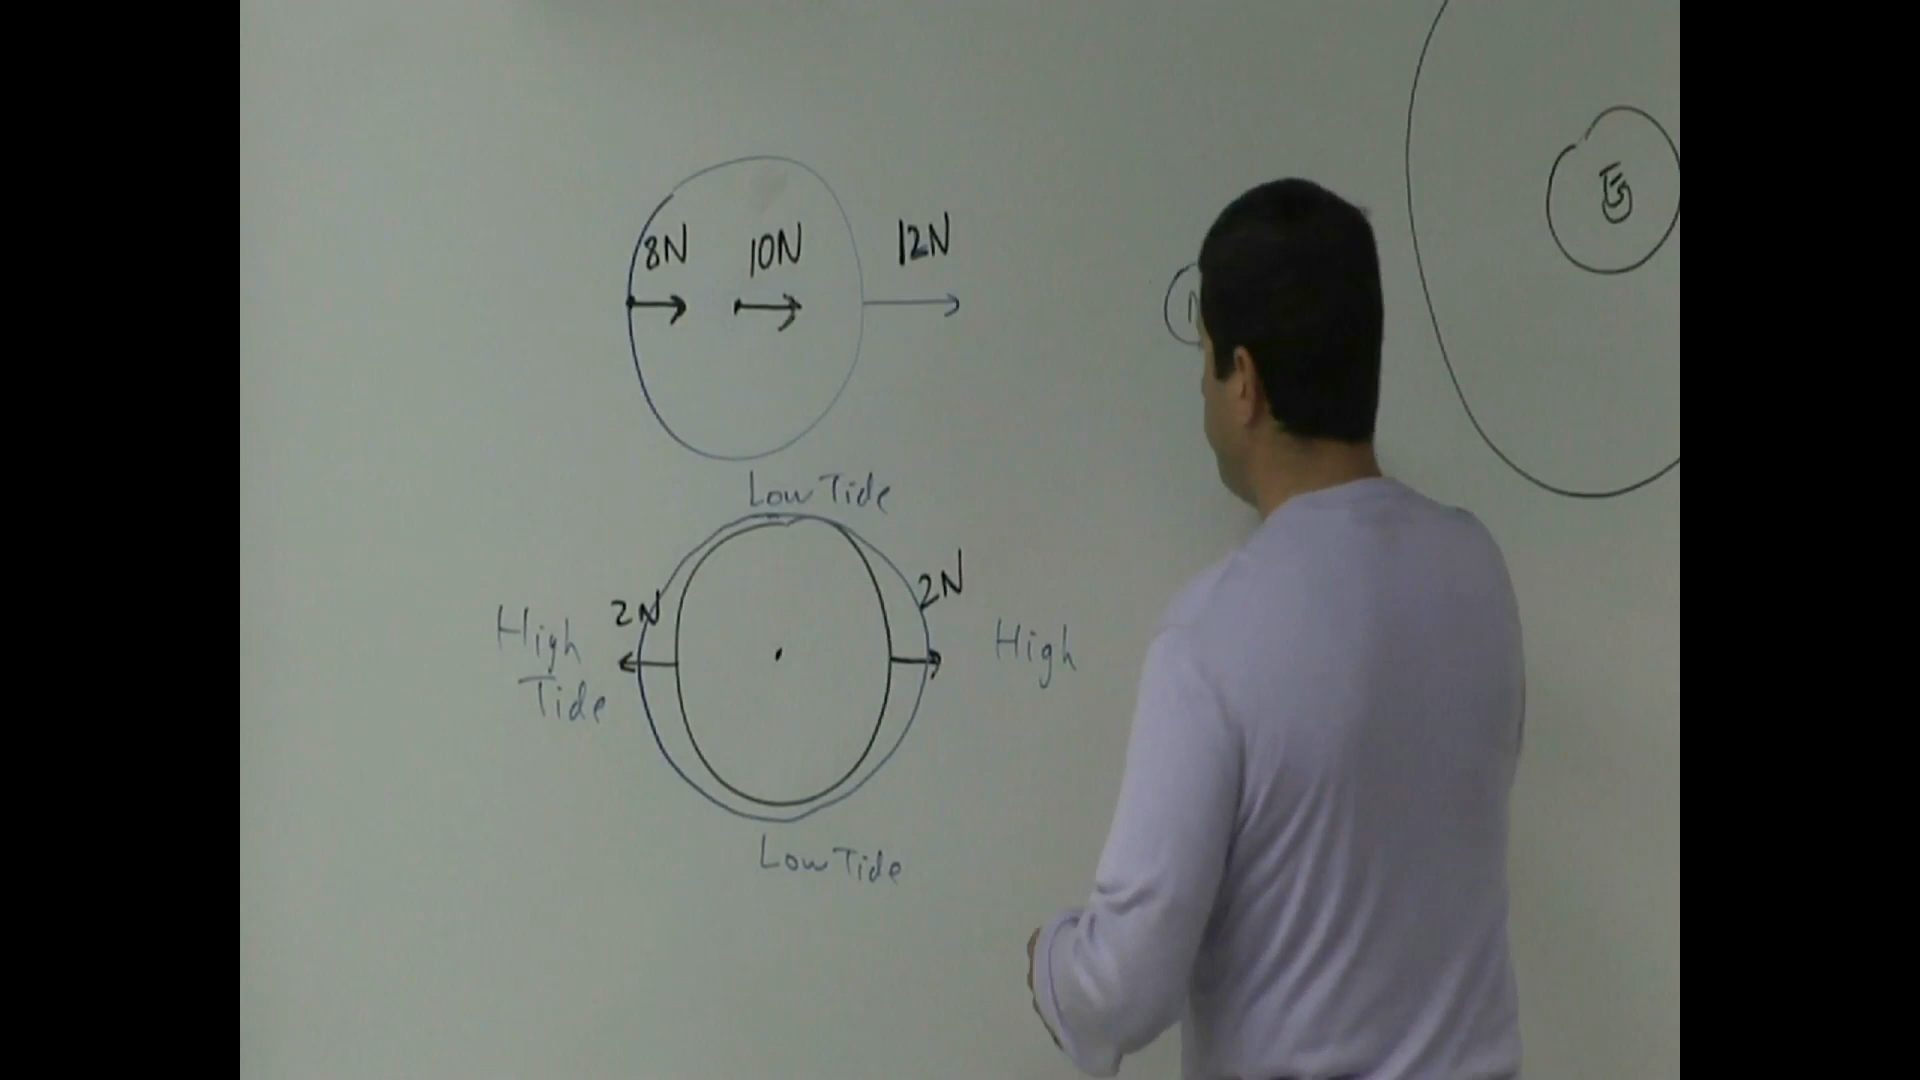 8N
10N
12N
E
Low Tide
2N
2N
High
Tide
High
Low Tide